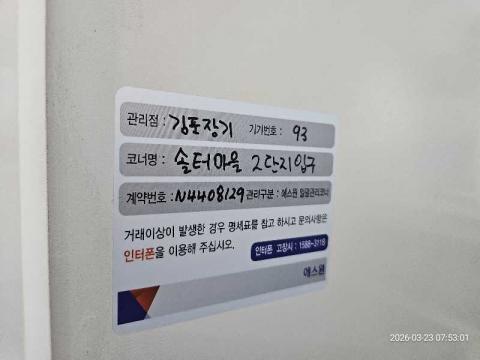 관리점 : 김포장기 기기번호 : 93
코너명 : 솔터마을 2단지입구
계약번호 : N4408129 관리구분 : 에스원 일괄관리코너
거래이상이 발생한 경우 명세표를 참고 하시고 문의사항은
인터폰을 이용해 주십시오.
인터폰 고장시 : 1588-3118
에스원
2026-03-23 07:53:01